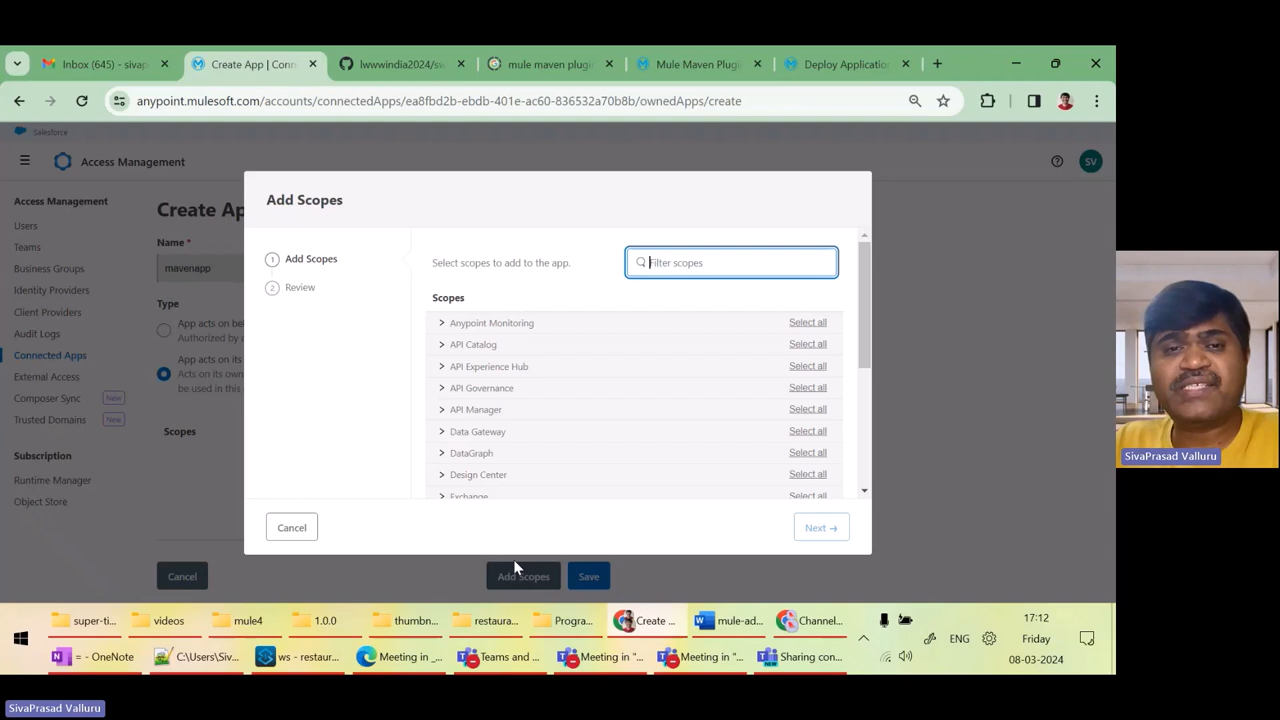 Inbox (645) - sivap
Create App | Conn
lwwwindia2024/sw
mule maven plugin
Mule Maven Plugi
Deploy Application
anypoint.mulesoft.com/accounts/connectedApps/ea8fbd2b-ebdb-401e-ac60-836532a70b8b/ownedApps/create
Salesforce
Access Management
SV
Access Management
Users
Teams
Business Groups
Identity Providers
Client Providers
Audit Logs
Connected Apps
External Access
Composer Sync New
Trusted Domains New
Subscription
Runtime Manager
Object Store
Create Ap
Name *
mavenapp
Type
App acts on beh
Authorized by r
App acts on its
Acts on its own
be used in this
Scopes
Add Scopes
1 Add Scopes
2 Review
Select scopes to add to the app.
Filter scopes
Scopes
Anypoint Monitoring Select all
API Catalog Select all
API Experience Hub Select all
API Governance Select all
API Manager Select all
Data Gateway Select all
DataGraph Select all
Design Center Select all
Exchange Select all
Cancel
Next →
Cancel
Add Scopes
Save
SivaPrasad Valluru
super-ti...
videos
mule4
1.0.0
thumbn...
restaura...
Progra...
Create ...
mule-ad...
Channel...
ENG
17:12
Friday
08-03-2024
= - OneNote
C:\Users\Siv...
ws - restaur...
Meeting in _...
Teams and ...
Meeting in "...
Meeting in "...
Sharing con...
SivaPrasad Valluru